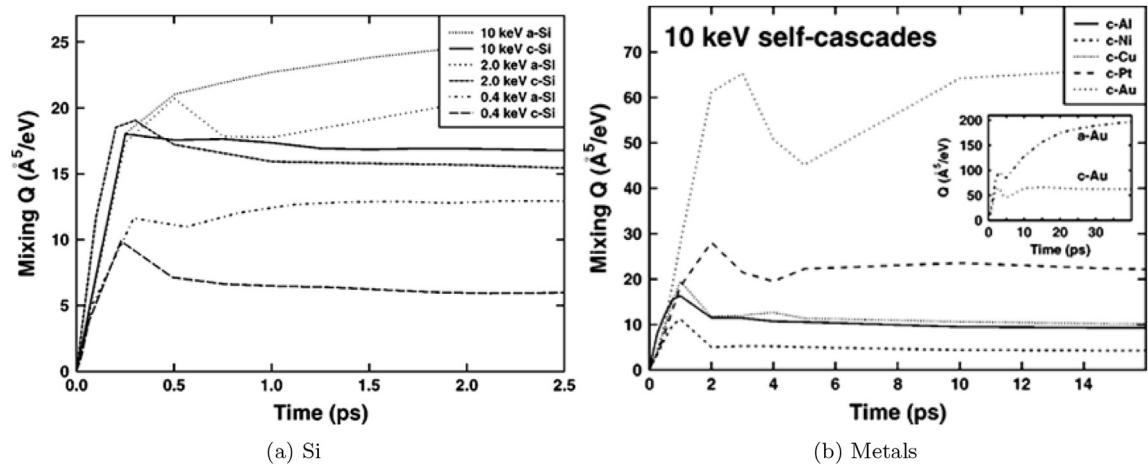 10 keV a-Si
10 keV c-Si
2.0 keV a-Si
2.0 keV c-Si
0.4 keV a-Si
0.4 keV c-Si
25
20
15
10
5
0
Mixing Q (Å⁵/eV)
0.0 0.5 1.0 1.5 2.0 2.5
Time (ps)
(a) Si
10 keV self-cascades
c-Al
c-Ni
c-Cu
c-Pt
c-Au
70
60
50
40
30
20
10
0
Mixing Q (Å⁵/eV)
0 2 4 6 8 10 12 14
Time (ps)
200
150
100
50
0
Q (Å⁵/eV)
a-Au
c-Au
0 10 20 30
Time (ps)
(b) Metals